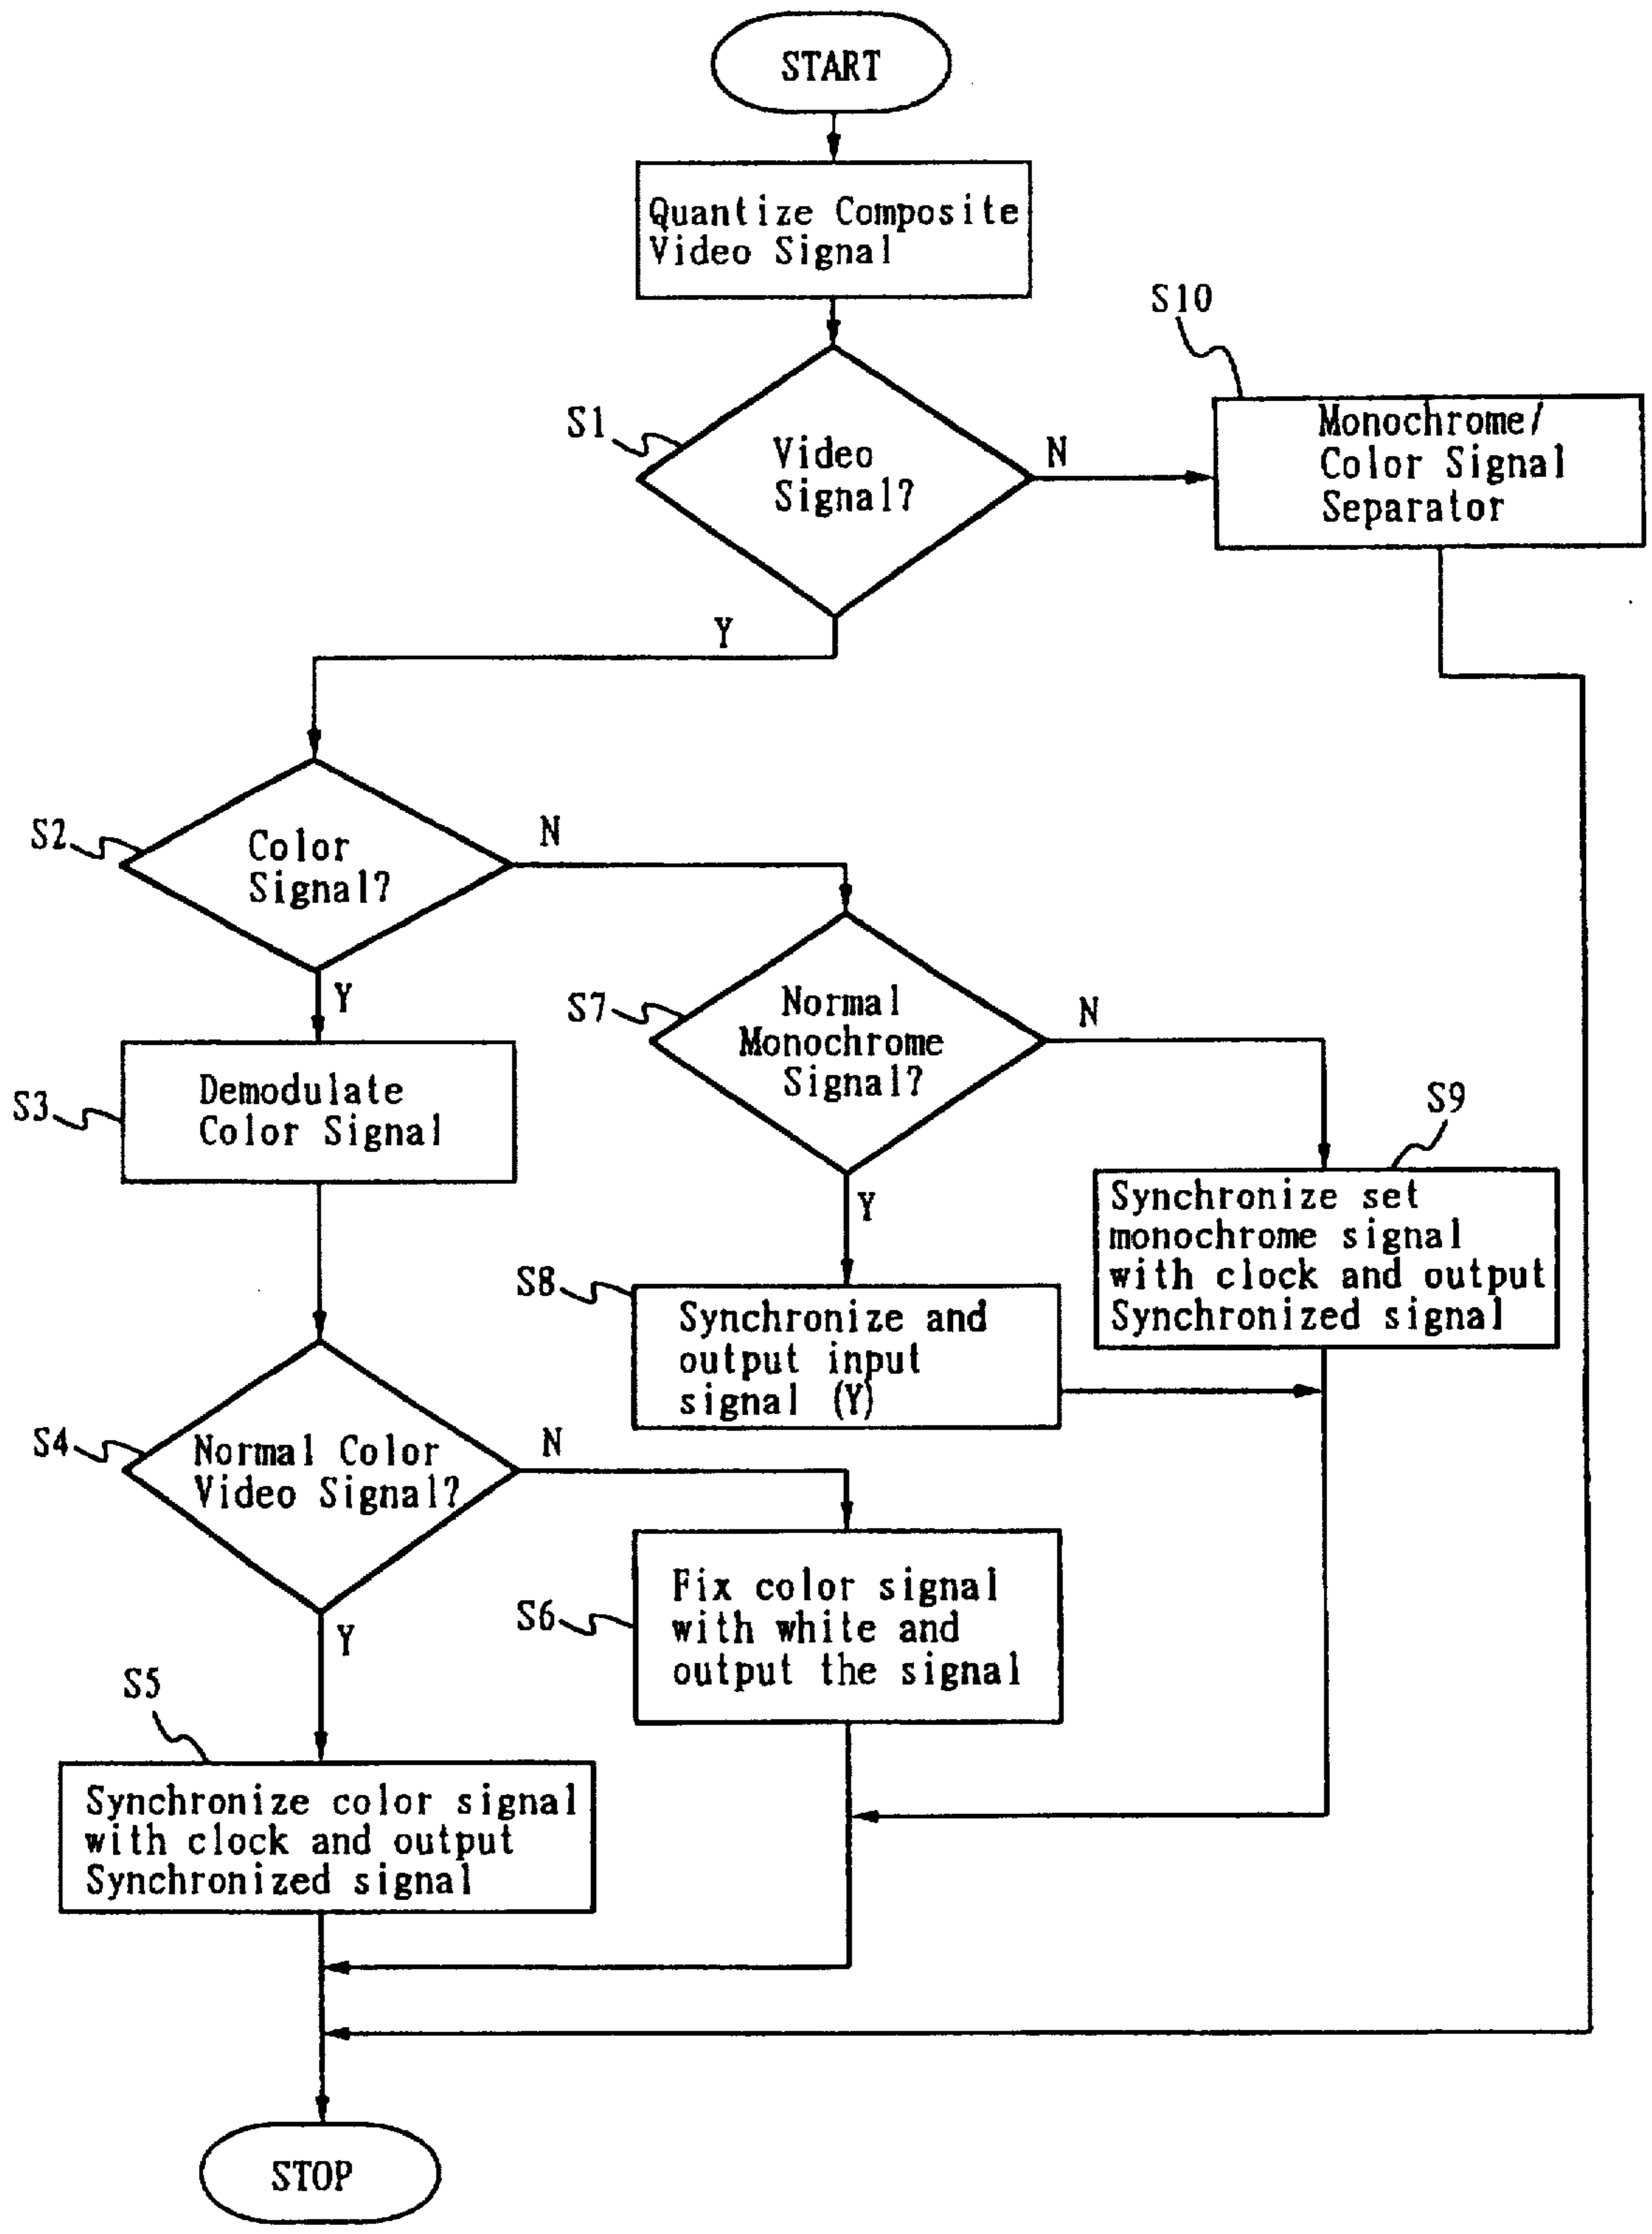 START
Quantize Composite
Video Signal
S10
S1
Video
Signal?
N
Monochrome/
Color Signal
Separator
Y
S2
Color
Signal?
N
Y
S7
Normal
Monochrome
Signal?
N
S3
Demodulate
Color Signal
S9
Y
Synchronize set
monochrome signal
with clock and output
Synchronized signal
S8
Synchronize and
output input
signal (Y)
S4
Normal Color
Video Signal?
N
Y
S6
Fix color signal
with white and
output the signal
S5
Synchronize color signal
with clock and output
Synchronized signal
STOP